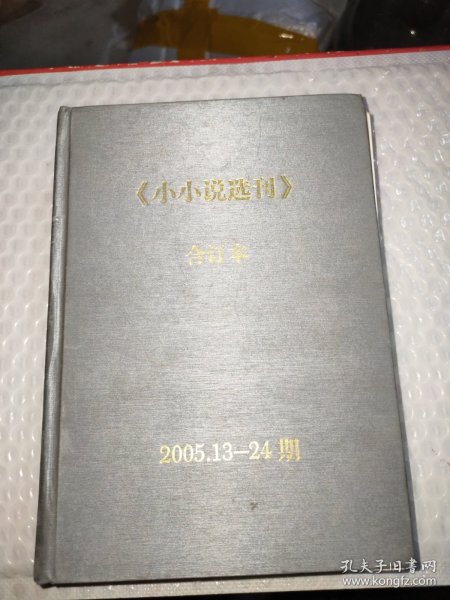 《小小说选刊》
合订本
2005.13-24期
孔夫子旧书网
www.kongfz.com